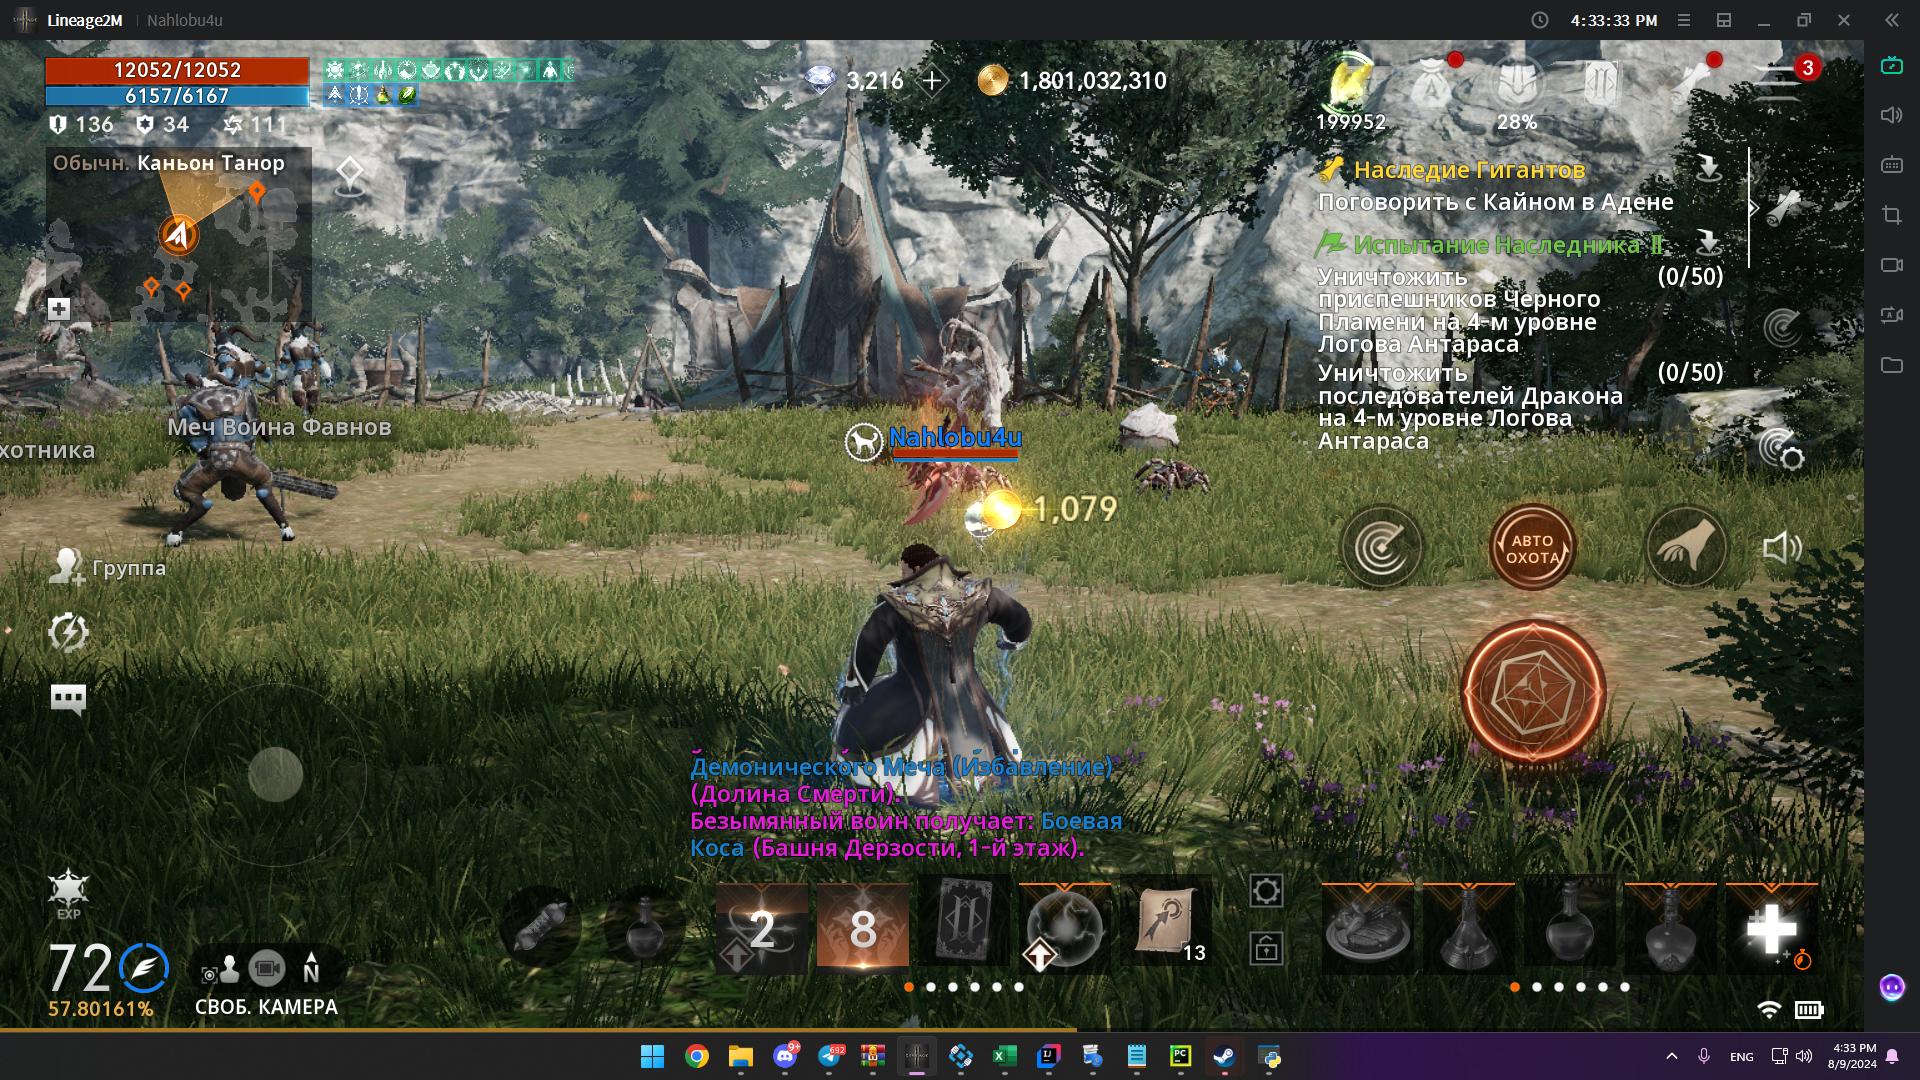 Lineage2M
Nahlobu4u
4:33:33 PM
12052/12052
6157/6167
136 34 111
3,216
1,801,032,310
199952
28%
3
Обычн. Каньон Танор
Наследие Гигантов
Поговорить с Кайном в Адене
Испытание Наследника Ⅱ
Уничтожить (0/50)
приспешников Черного
Пламени на 4-м уровне
Логова Антараса
Уничтожить (0/50)
последователей Дракона
на 4-м уровне Логова
Антараса
Меч Воина Фавнов
хотника
Nahlobu4u
1,079
АВТО
ОХОТА
Группа
Демонического Меча (Избавление)
(Долина Смерти).
Безымянный воин получает: Боевая
Коса (Башня Дерзости, 1-й этаж).
EXP
2
8
13
72
57.80161%
N
СВОБ. КАМЕРА
9+
692
ENG
4:33 PM
8/9/2024